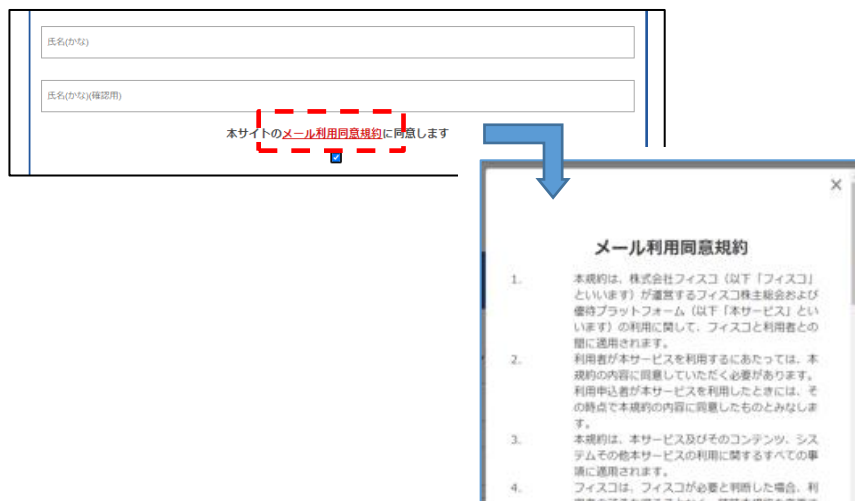 氏名(かな)
氏名(かな)(確認用)
本サイトのメール利用同意規約に同意します
×
メール利用同意規約
1. 本規約は、株式会社フィスコ（以下「フィスコ」
といいます）が運営するフィスコ株主総会および
優待プラットフォーム（以下「本サービス」とい
います）の利用に関して、フィスコと利用者との
間に適用されます。
2. 利用者が本サービスを利用するにあたっては、本
規約の内容に同意していただく必要があります。
利用申込者が本サービスを利用したときには、そ
の時点で本規約の内容に同意したものとみなしま
す。
3. 本規約は、本サービス及びそのコンテンツ、シス
テムその他本サービスの利用に関するすべての事
項に適用されます。
4. フィスコは、フィスコが必要と判断した場合、利